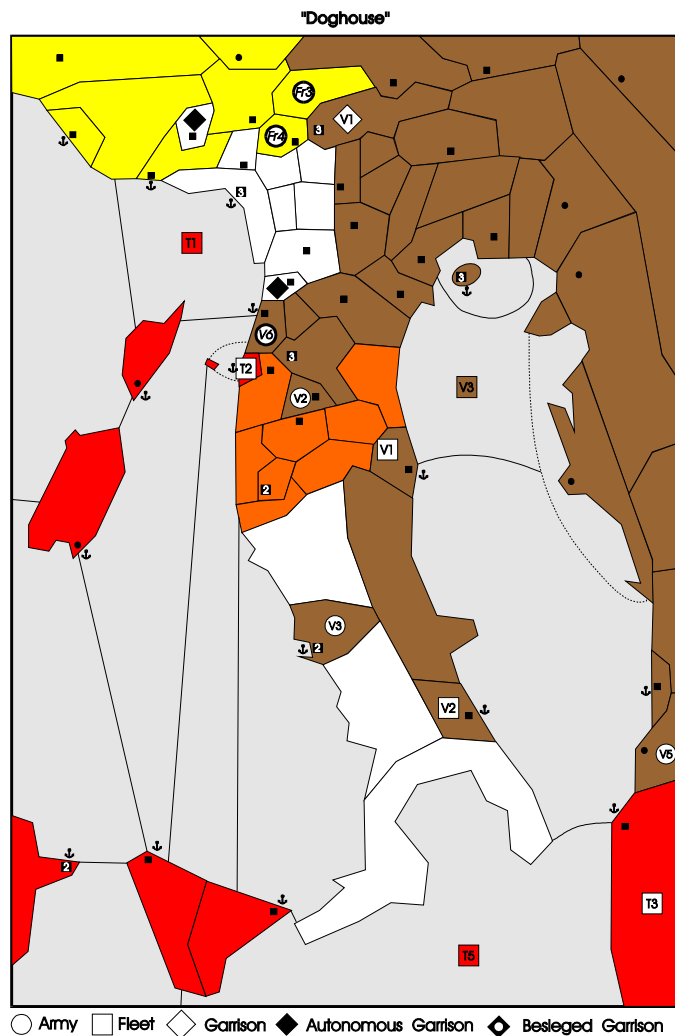 "Doghouse"
Fr3
V1
3
Fr4
3
T1
3
V6
3
T2
V2
V3
V1
2
V3
2
V2
V5
2
T3
T5
Army Fleet Garrison Autonomous Garrison Besieged Garrison